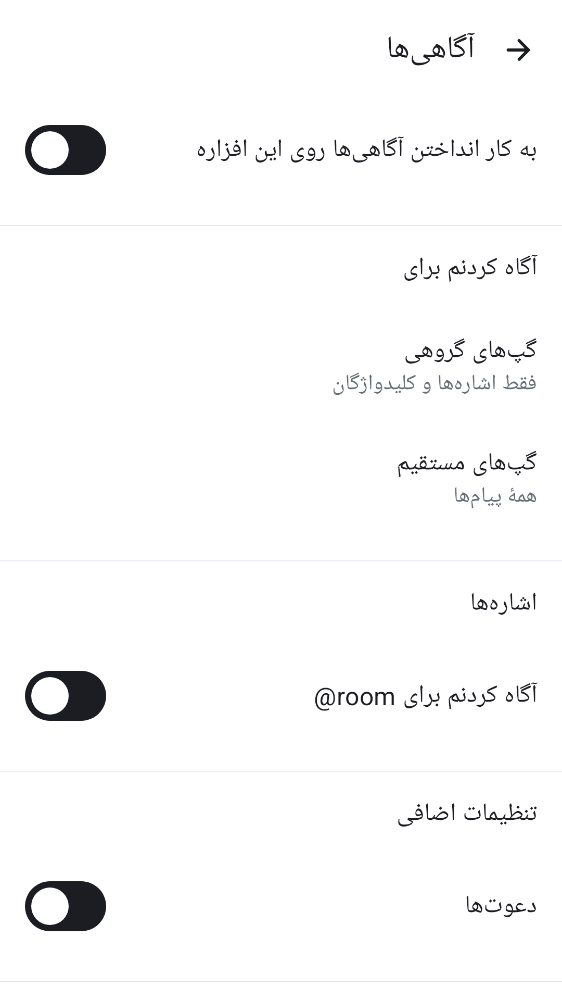 آگاهی‌ها
به کار انداختن آگاهی‌ها روی این افزاره
آگاه کردنم برای
گپ‌های گروهی
فقط اشاره‌ها و کلیدواژگان
گپ‌های مستقیم
همهٔ پیام‌ها
اشاره‌ها
آگاه کردنم برای @room
تنظیمات اضافی
دعوت‌ها